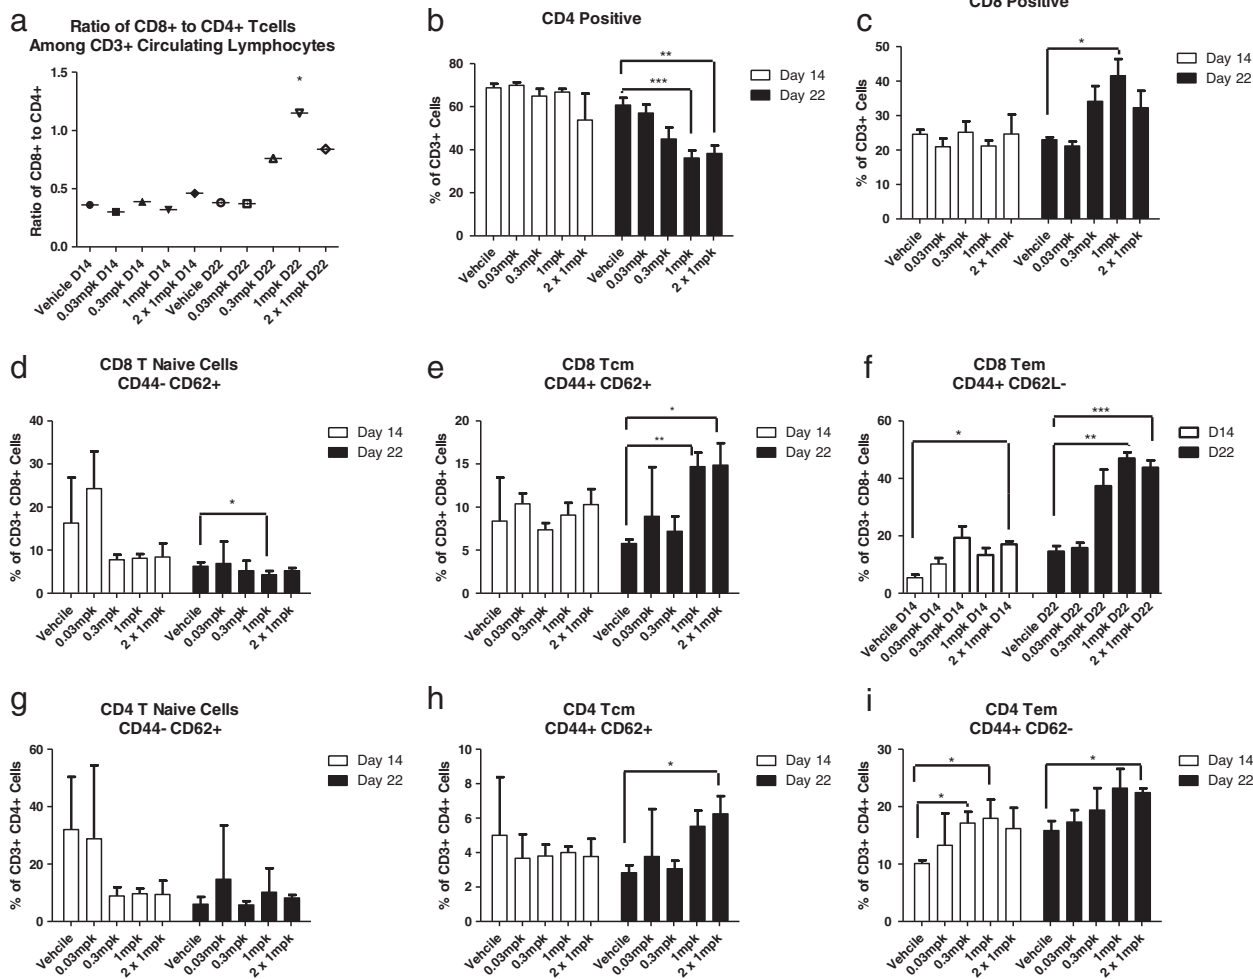 a
Ratio of CD8+ to CD4+ Tcells
Among CD3+ Circulating Lymphocytes
Ratio of CD8+ to CD4+
1.5
1.0
0.5
0.0
*
Vehicle D14
0.03mpk D14
0.3mpk D14
1mpk D14
2 x 1mpk D14
Vehicle D22
0.03mpk D22
0.3mpk D22
1mpk D22
2 x 1mpk D22
b
CD4 Positive
% of CD3+ Cells
80
60
40
20
0
**
***
Day 14
Day 22
Vehcile
0.03mpk
0.3mpk
1mpk
2 x 1mpk
Vehcile
0.03mpk
0.3mpk
1mpk
2 x 1mpk
c
CD8 Positive
% of CD3+ Cells
50
40
30
20
10
0
*
Day 14
Day 22
Vehcile
0.03mpk
0.3mpk
1mpk
2 x 1mpk
Vehcile
0.03mpk
0.3mpk
1mpk
2 x 1mpk
d
CD8 T Naive Cells
CD44- CD62+
% of CD3+ CD8+ Cells
40
30
20
10
0
*
Day 14
Day 22
Vehcile
0.03mpk
0.3mpk
1mpk
2 x 1mpk
Vehcile
0.03mpk
0.3mpk
1mpk
2 x 1mpk
e
CD8 Tcm
CD44+ CD62+
% of CD3+ CD8+ Cells
20
15
10
5
0
*
**
Day 14
Day 22
Vehcile
0.03mpk
0.3mpk
1mpk
2 x 1mpk
Vehcile
0.03mpk
0.3mpk
1mpk
2 x 1mpk
f
CD8 Tem
CD44+ CD62L-
% of CD3+ CD8+ Cells
60
40
20
0
*
***
**
D14
D22
Vehcile D14
0.03mpk D14
0.3mpk D14
1mpk D14
2 x 1mpk D14
Vehcile D22
0.03mpk D22
0.3mpk D22
1mpk D22
2 x 1mpk D22
g
CD4 T Naive Cells
CD44- CD62+
% of CD3+ CD4+ Cells
60
40
20
0
Day 14
Day 22
Vehcile
0.03mpk
0.3mpk
1mpk
2 x 1mpk
Vehcile
0.03mpk
0.3mpk
1mpk
2 x 1mpk
h
CD4 Tcm
CD44+ CD62+
% of CD3+ CD4+ Cells
10
8
6
4
2
0
*
Day 14
Day 22
Vehcile
0.03mpk
0.3mpk
1mpk
2 x 1mpk
Vehcile
0.03mpk
0.3mpk
1mpk
2 x 1mpk
i
CD4 Tem
CD44+ CD62-
% of CD3+ CD4+ Cells
30
20
10
0
*
*
*
Day 14
Day 22
Vehcile
0.03mpk
0.3mpk
1mpk
2 x 1mpk
Vehcile
0.03mpk
0.3mpk
1mpk
2 x 1mpk